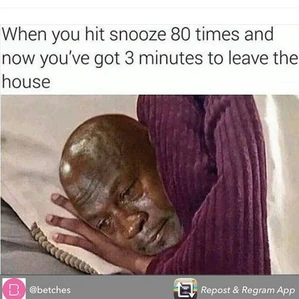 When you hit snooze 80 times and
now you've got 3 minutes to leave the
house
@betches
Repost & Regram App